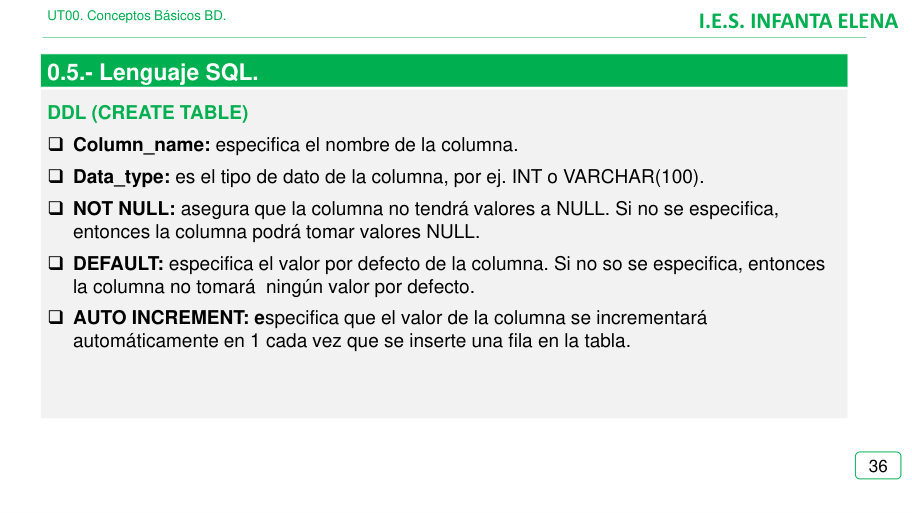 UT00. Conceptos Básicos BD.
I.E.S. INFANTA ELENA
0.5.- Lenguaje SQL.
DDL (CREATE TABLE)
❑ Column_name: especifica el nombre de la columna.
❑ Data_type: es el tipo de dato de la columna, por ej. INT o VARCHAR(100).
❑ NOT NULL: asegura que la columna no tendrá valores a NULL. Si no se especifica,
entonces la columna podrá tomar valores NULL.
❑ DEFAULT: especifica el valor por defecto de la columna. Si no so se especifica, entonces
la columna no tomará  ningún valor por defecto.
❑ AUTO INCREMENT: especifica que el valor de la columna se incrementará
automáticamente en 1 cada vez que se inserte una fila en la tabla.
36